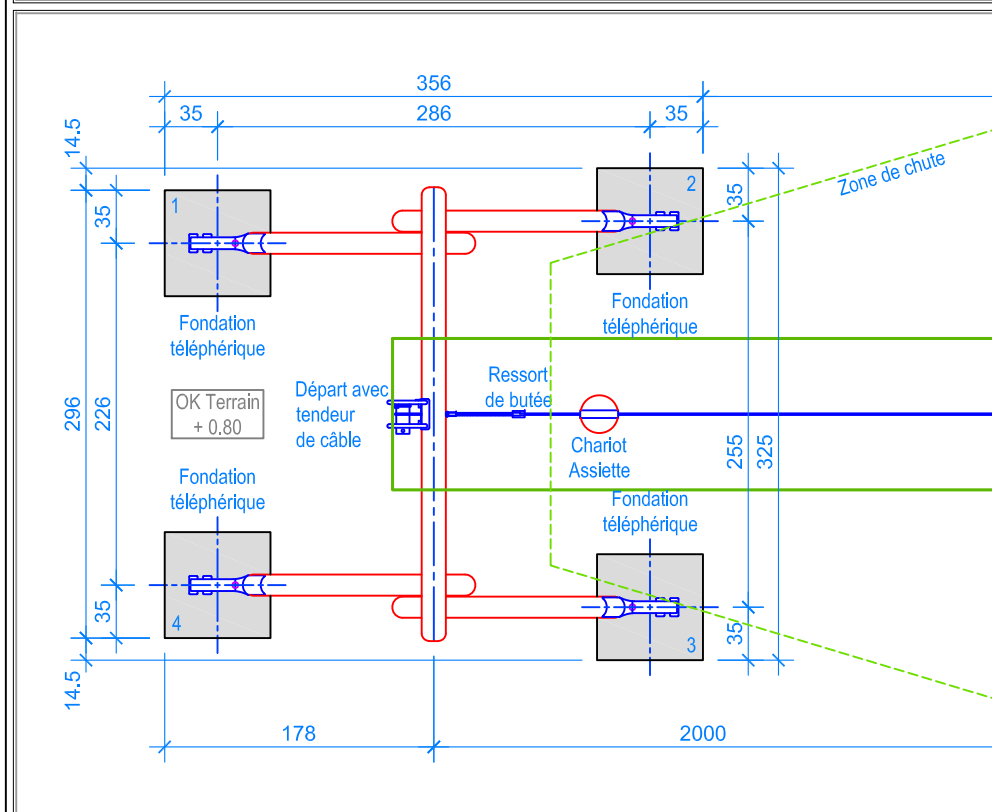 356
35
286
35
14.5
Zone de chute
1
2
35
35
Fondation
téléphérique
Fondation
téléphérique
OK Terrain
+ 0.80
Départ avec
tendeur
de câble
Ressort
de butée
Chariot
Assiette
296
226
255
325
Fondation
téléphérique
Fondation
téléphérique
4
3
35
35
14.5
178
2000